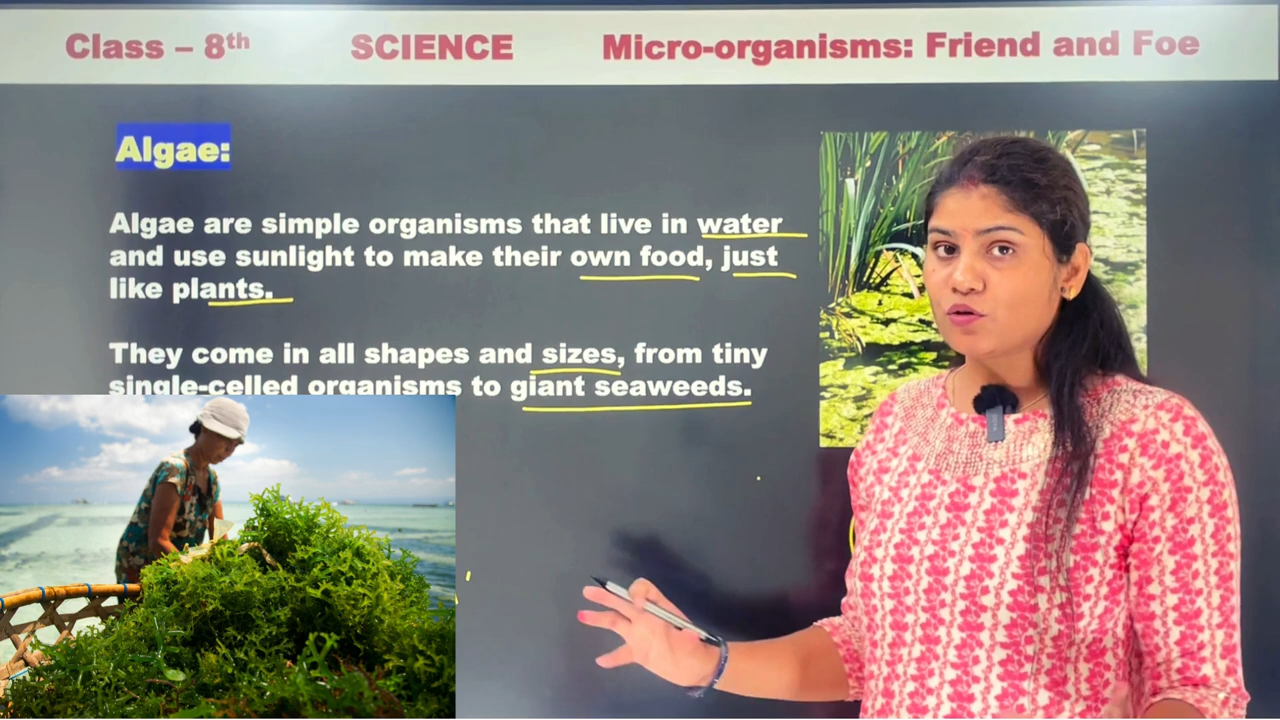 Class – 8th SCIENCE Micro-organisms: Friend and Foe
Algae:
Algae are simple organisms that live in water
and use sunlight to make their own food, just
like plants.
They come in all shapes and sizes, from tiny
single-celled organisms to giant seaweeds.